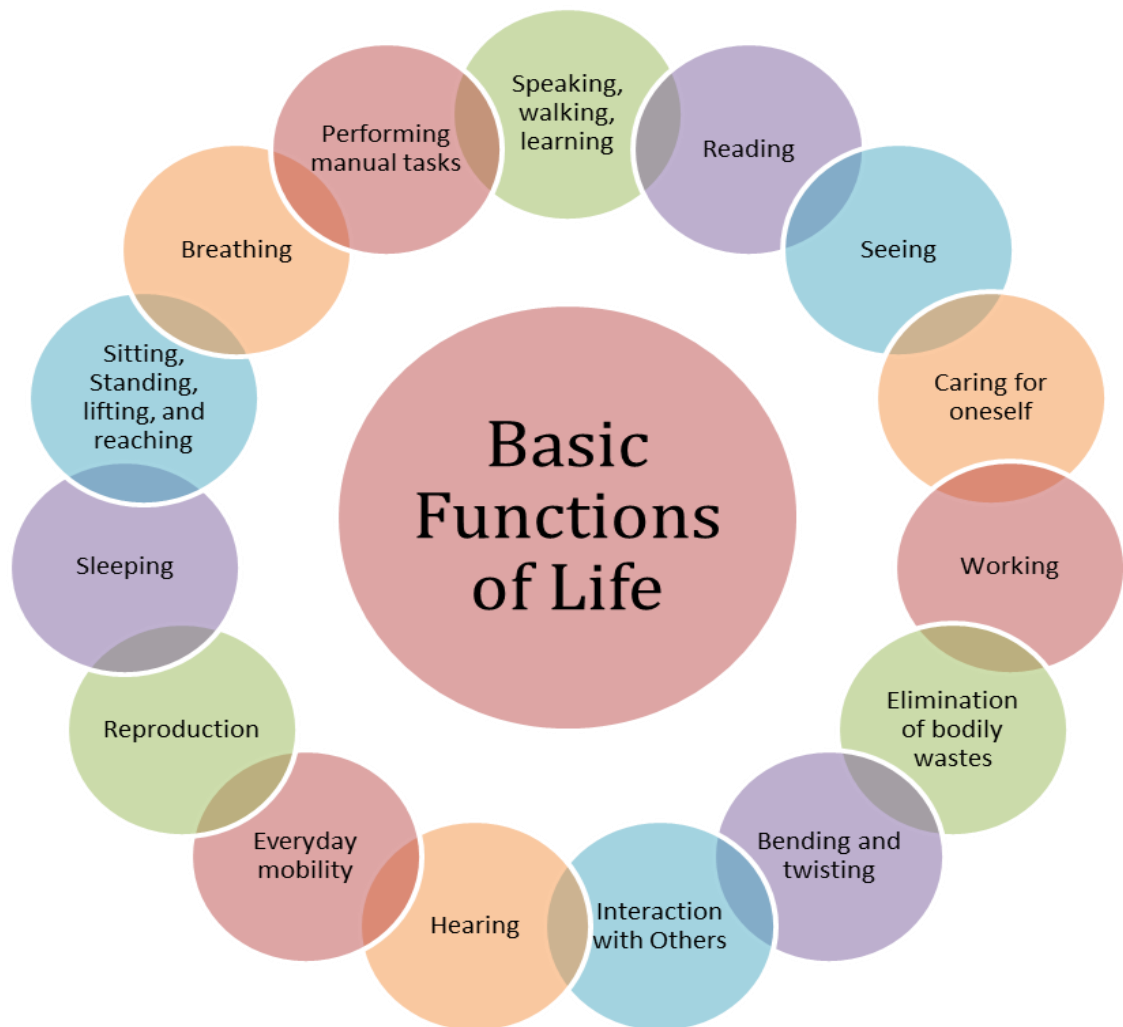 Speaking,
walking,
learning
Reading
Seeing
Caring for
oneself
Working
Elimination
of bodily
wastes
Bending and
twisting
Interaction
with Others
Hearing
Everyday
mobility
Reproduction
Sleeping
Sitting,
Standing,
lifting, and
reaching
Breathing
Performing
manual tasks
Basic
Functions
of Life